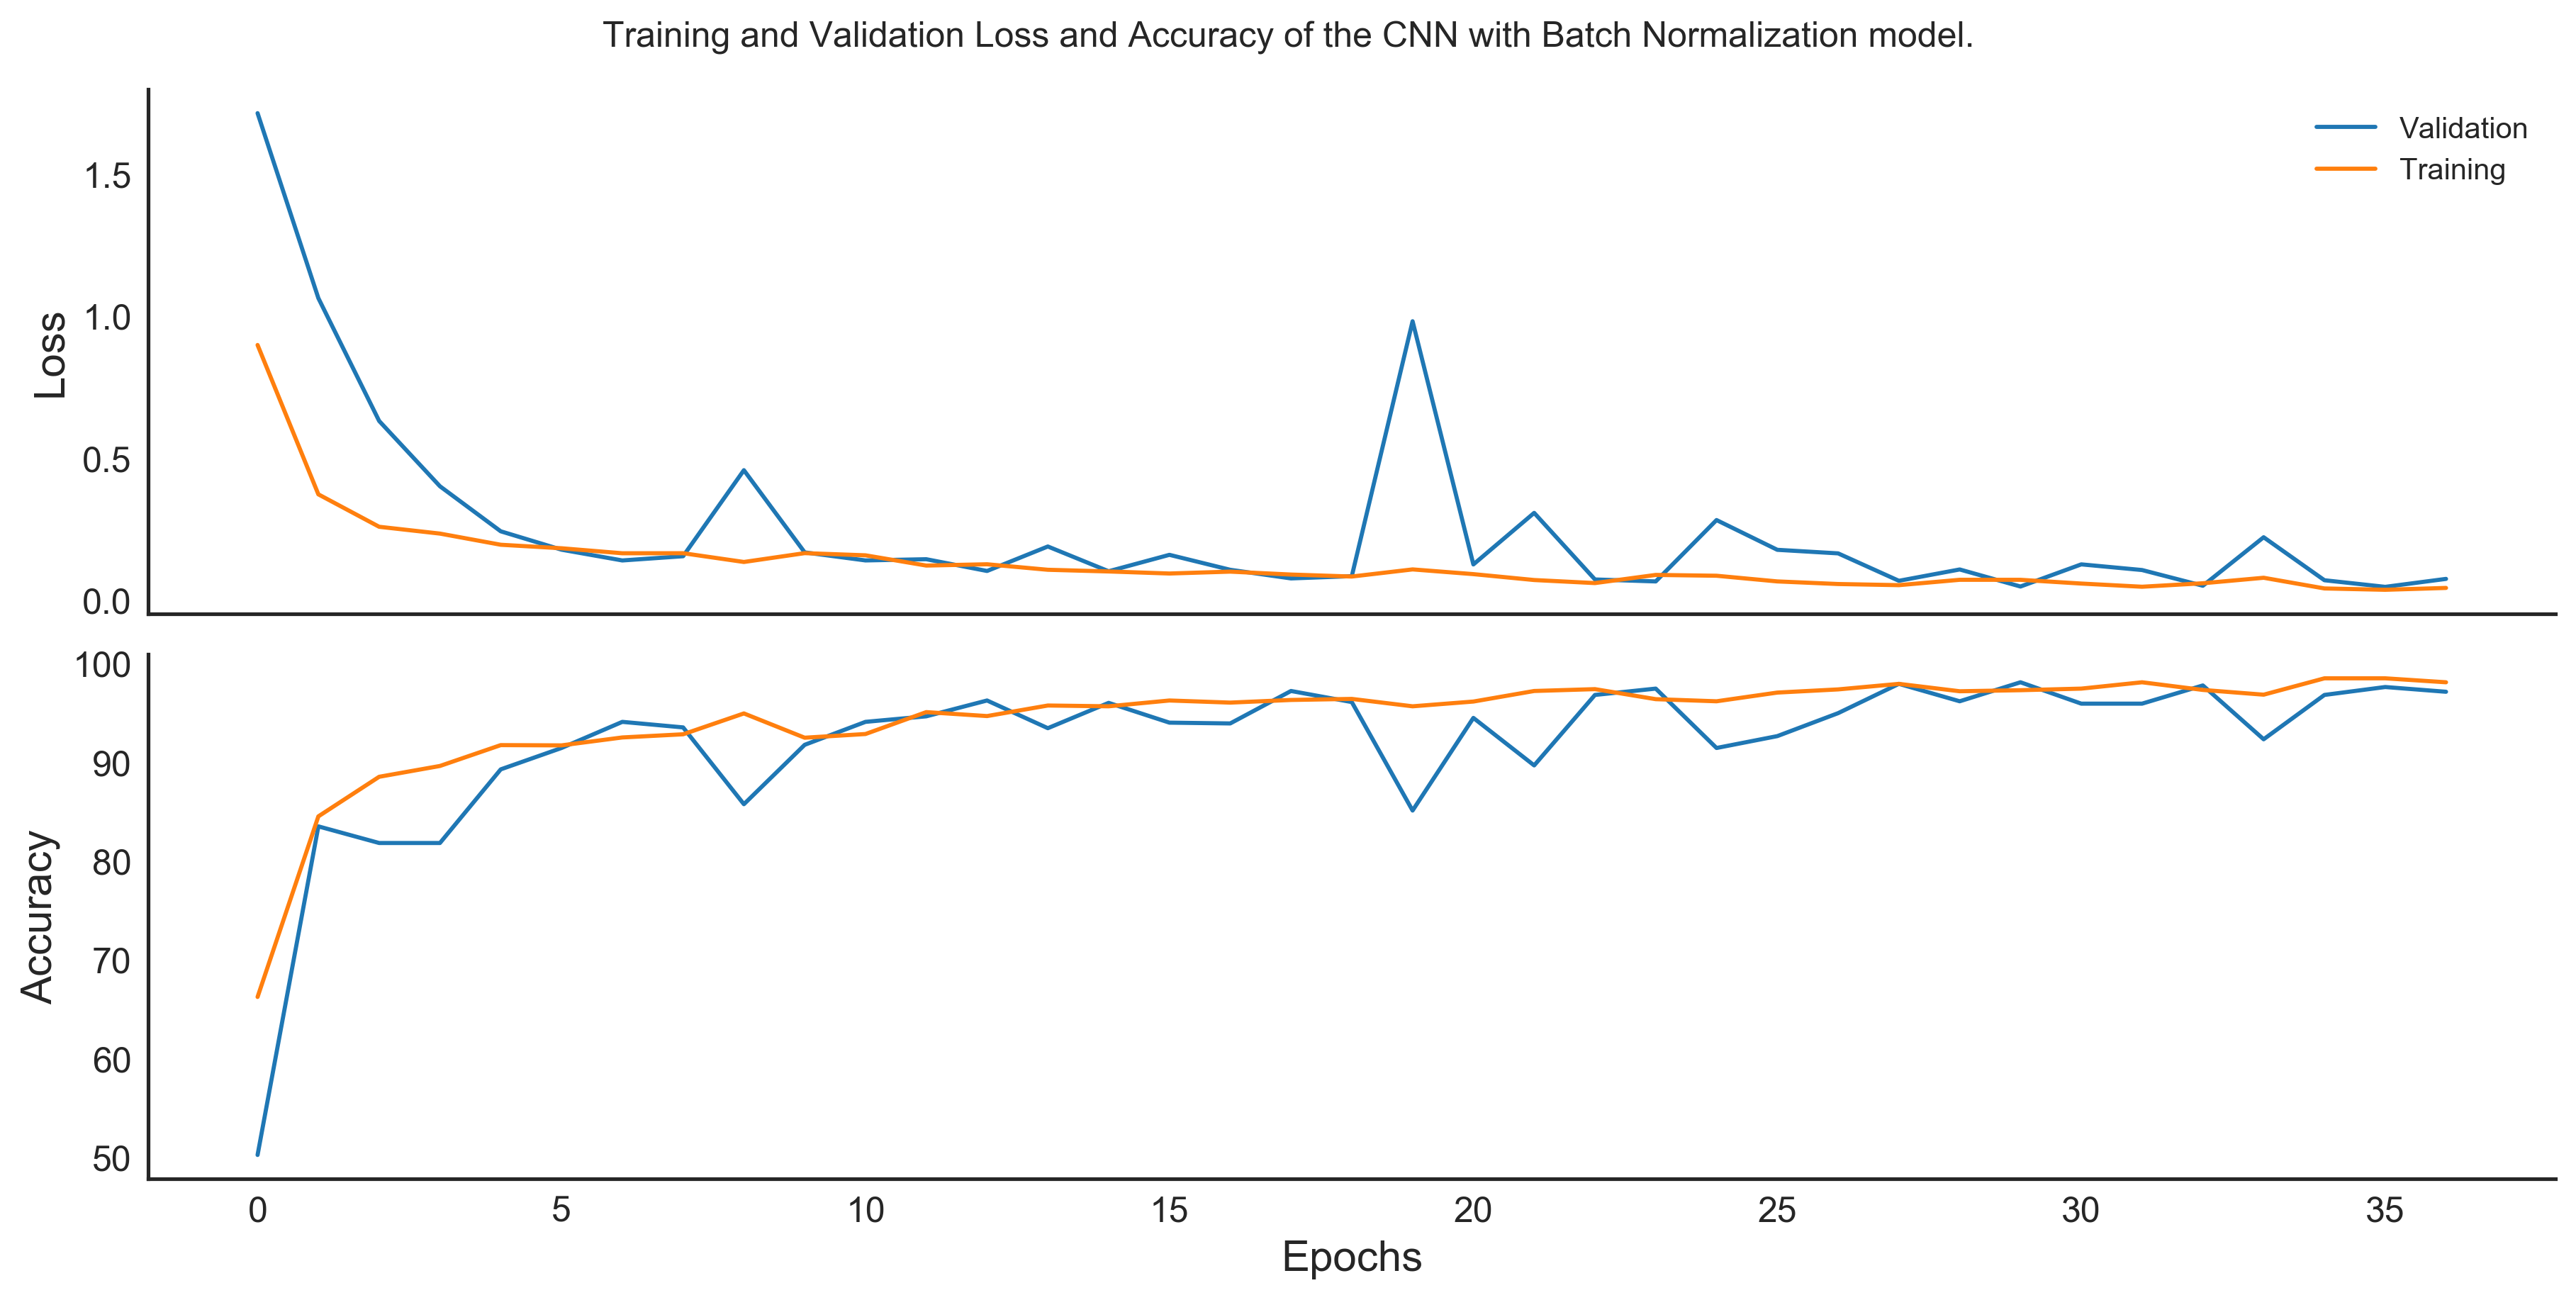 Training and Validation Loss and Accuracy of the CNN with Batch Normalization model.
Validation
Training
Loss
1.5
1.0
0.5
0.0
Accuracy
100
90
80
70
60
50
0 5 10 15 20 25 30 35
Epochs